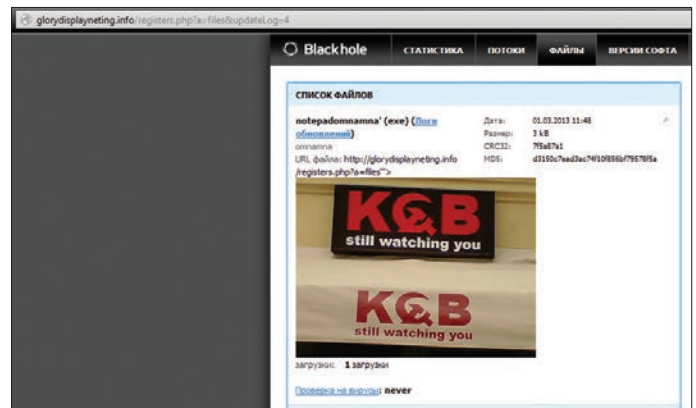 glorydisplayneting.info/registers.php?a=files&updateLog=4
Blackhole СТАТИСТИКА ПОТОКИ ФАЙЛЫ ВЕРСИИ СОФТА
СПИСОК ФАЙЛОВ
notepadomnamna' (exe) (Логи
обновлений)
omnamna
URL файла: http://glorydisplayneting.info
/registers.php?a=files'">
Дата: 01.03.2013 11:48
Размер: 3 kB
CRC32: 7f5a87a1
MD5:
KGB
still watching you
KGB
still watching you
загрузки: 1 загрузки
Проверка на вирусы: never